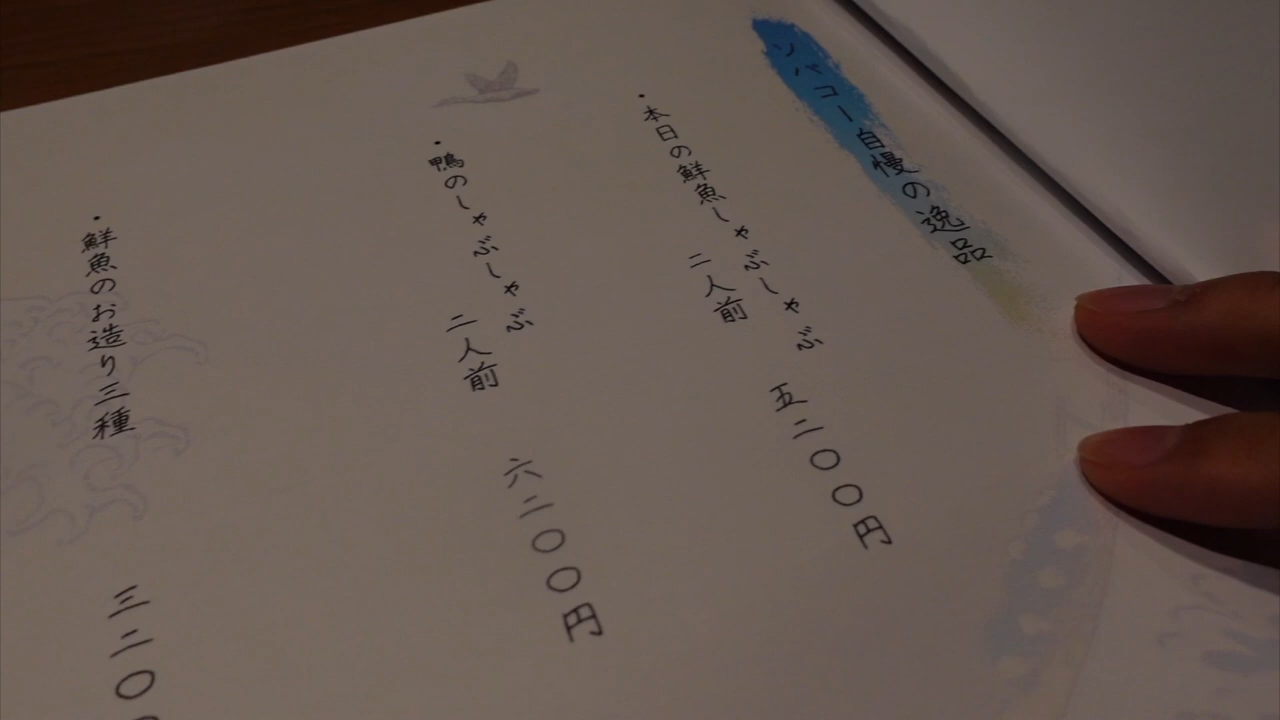 ソバコー自慢の逸品
・本日の鮮魚しゃぶしゃぶ
二人前
五二〇〇円
・鴨のしゃぶしゃぶ
二人前
六二〇〇円
・鮮魚のお造り三種
三二〇